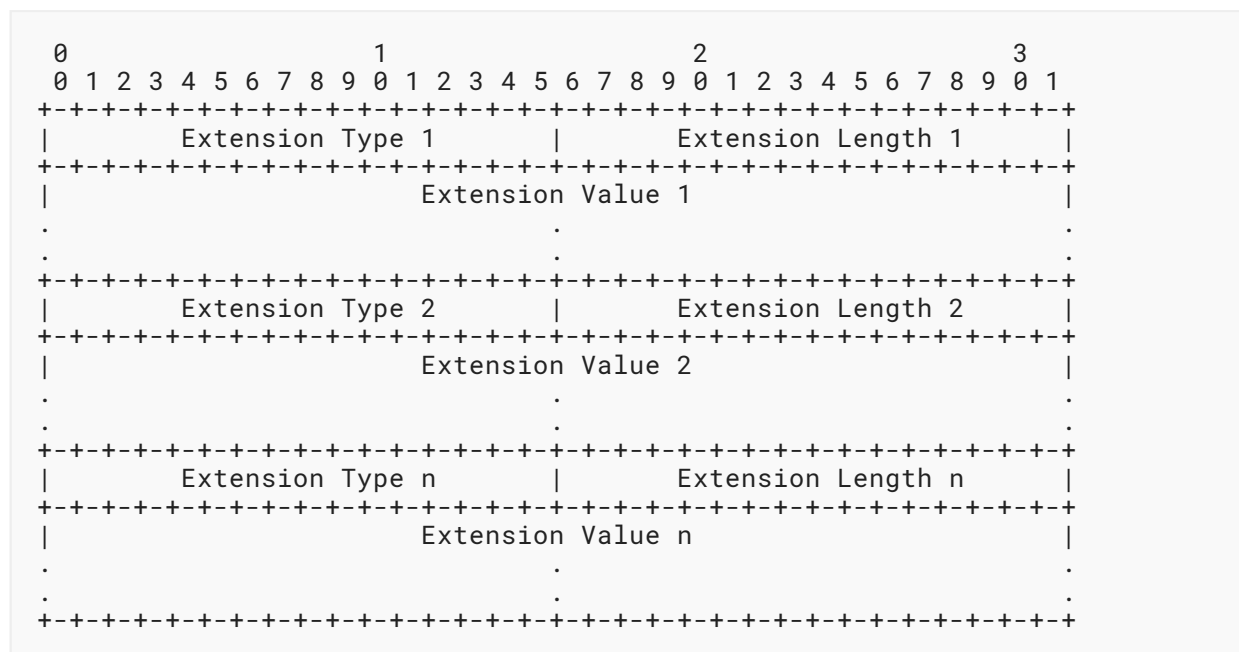 0                   1                   2                   3
 0 1 2 3 4 5 6 7 8 9 0 1 2 3 4 5 6 7 8 9 0 1 2 3 4 5 6 7 8 9 0 1
+-+-+-+-+-+-+-+-+-+-+-+-+-+-+-+-+-+-+-+-+-+-+-+-+-+-+-+-+-+-+-+-+
|        Extension Type 1       |       Extension Length 1      |
+-+-+-+-+-+-+-+-+-+-+-+-+-+-+-+-+-+-+-+-+-+-+-+-+-+-+-+-+-+-+-+-+
|                       Extension Value 1                       |
.                               .                               .
.                               .                               .
+-+-+-+-+-+-+-+-+-+-+-+-+-+-+-+-+-+-+-+-+-+-+-+-+-+-+-+-+-+-+-+-+
|        Extension Type 2       |       Extension Length 2      |
+-+-+-+-+-+-+-+-+-+-+-+-+-+-+-+-+-+-+-+-+-+-+-+-+-+-+-+-+-+-+-+-+
|                       Extension Value 2                       |
.                               .                               .
.                               .                               .
+-+-+-+-+-+-+-+-+-+-+-+-+-+-+-+-+-+-+-+-+-+-+-+-+-+-+-+-+-+-+-+-+
|        Extension Type n       |       Extension Length n      |
+-+-+-+-+-+-+-+-+-+-+-+-+-+-+-+-+-+-+-+-+-+-+-+-+-+-+-+-+-+-+-+-+
|                       Extension Value n                       |
.                               .                               .
.                               .                               .
+-+-+-+-+-+-+-+-+-+-+-+-+-+-+-+-+-+-+-+-+-+-+-+-+-+-+-+-+-+-+-+-+